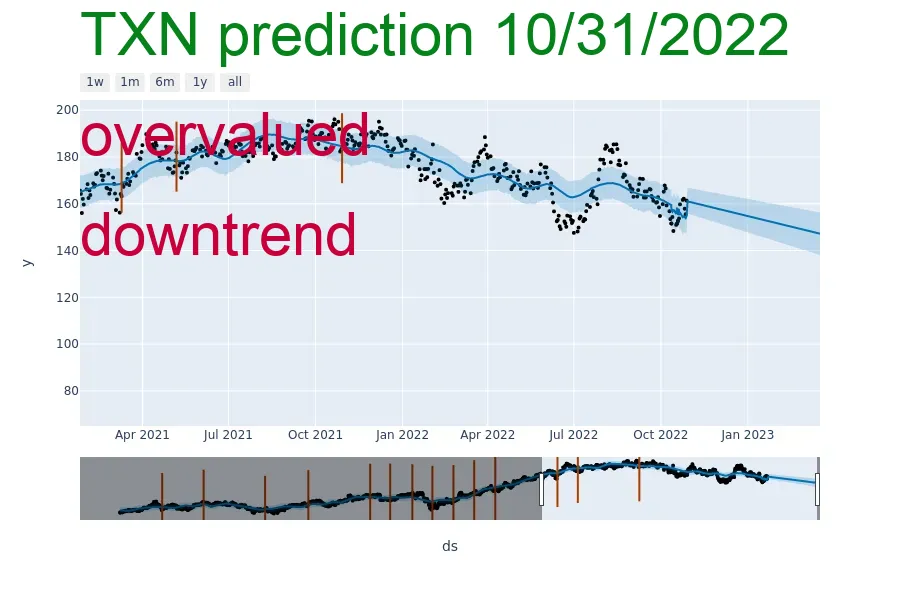 TXN prediction 10/31/2022
1w 1m 6m 1y all
overvalued
downtrend
200
180
160
140
120
100
80
y
Apr 2021 Jul 2021 Oct 2021 Jan 2022 Apr 2022 Jul 2022 Oct 2022 Jan 2023
ds